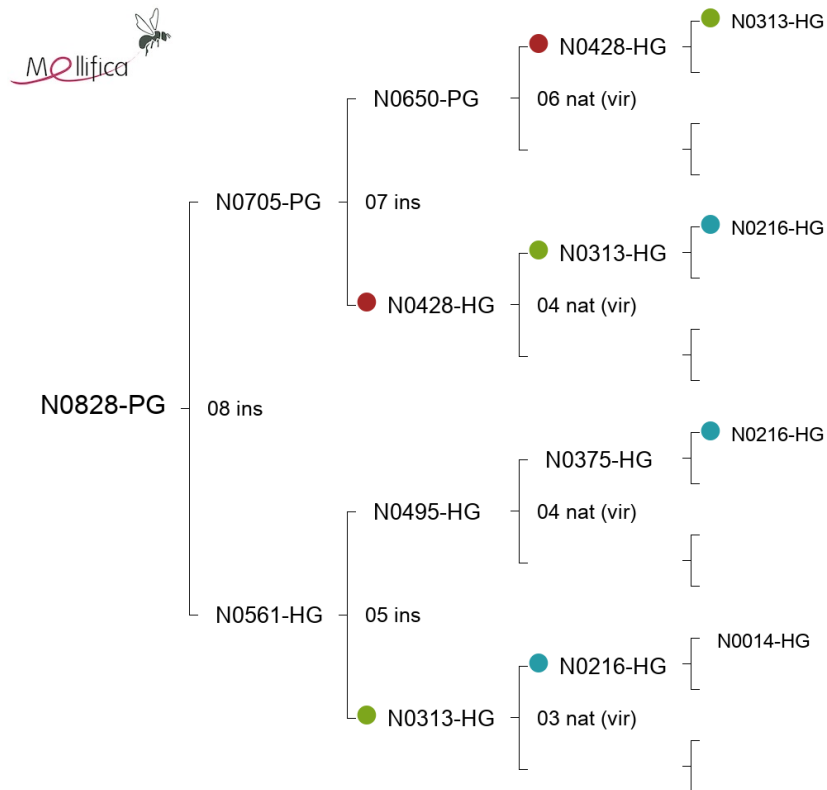 Mellifica
N0313-HG
N0428-HG
N0650-PG
06 nat (vir)
N0705-PG
07 ins
N0216-HG
N0313-HG
N0428-HG
04 nat (vir)
N0828-PG
08 ins
N0216-HG
N0375-HG
N0495-HG
04 nat (vir)
N0561-HG
05 ins
N0014-HG
N0216-HG
N0313-HG
03 nat (vir)